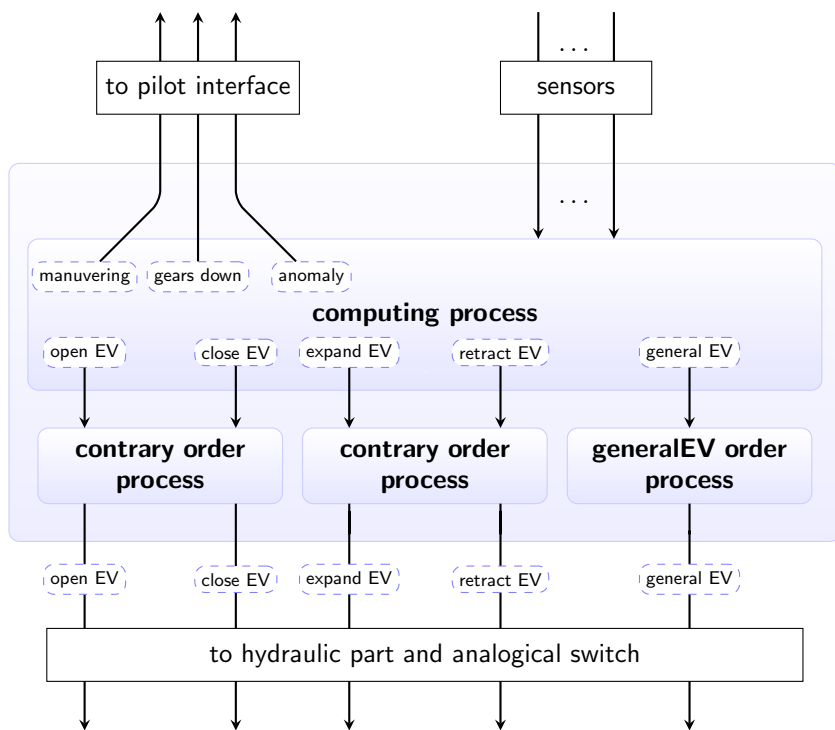 . . .
to pilot interface
sensors
. . .
manuvering
gears down
anomaly
computing process
open EV
close EV
expand EV
retract EV
general EV
contrary order
process
contrary order
process
generalEV order
process
open EV
close EV
expand EV
retract EV
general EV
to hydraulic part and analogical switch